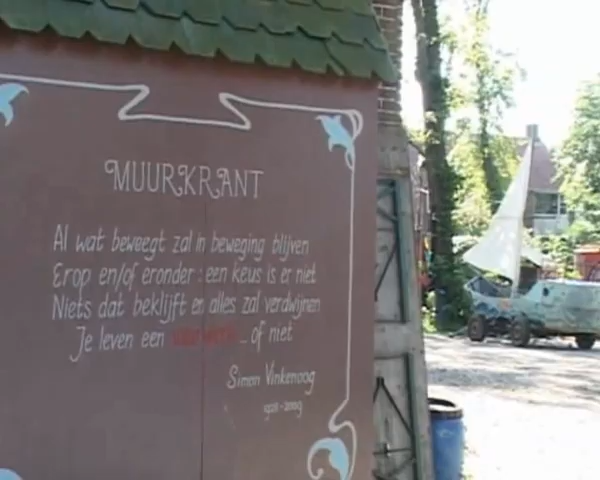 MUURKRANT
Al wat beweegt zal in beweging blijven
Erop en/of eronder: een keus is er niet
Niets dat beklijft en alles zal verdwijnen
Je leven een ... of niet
Simon Vinkenoog
1928-2009